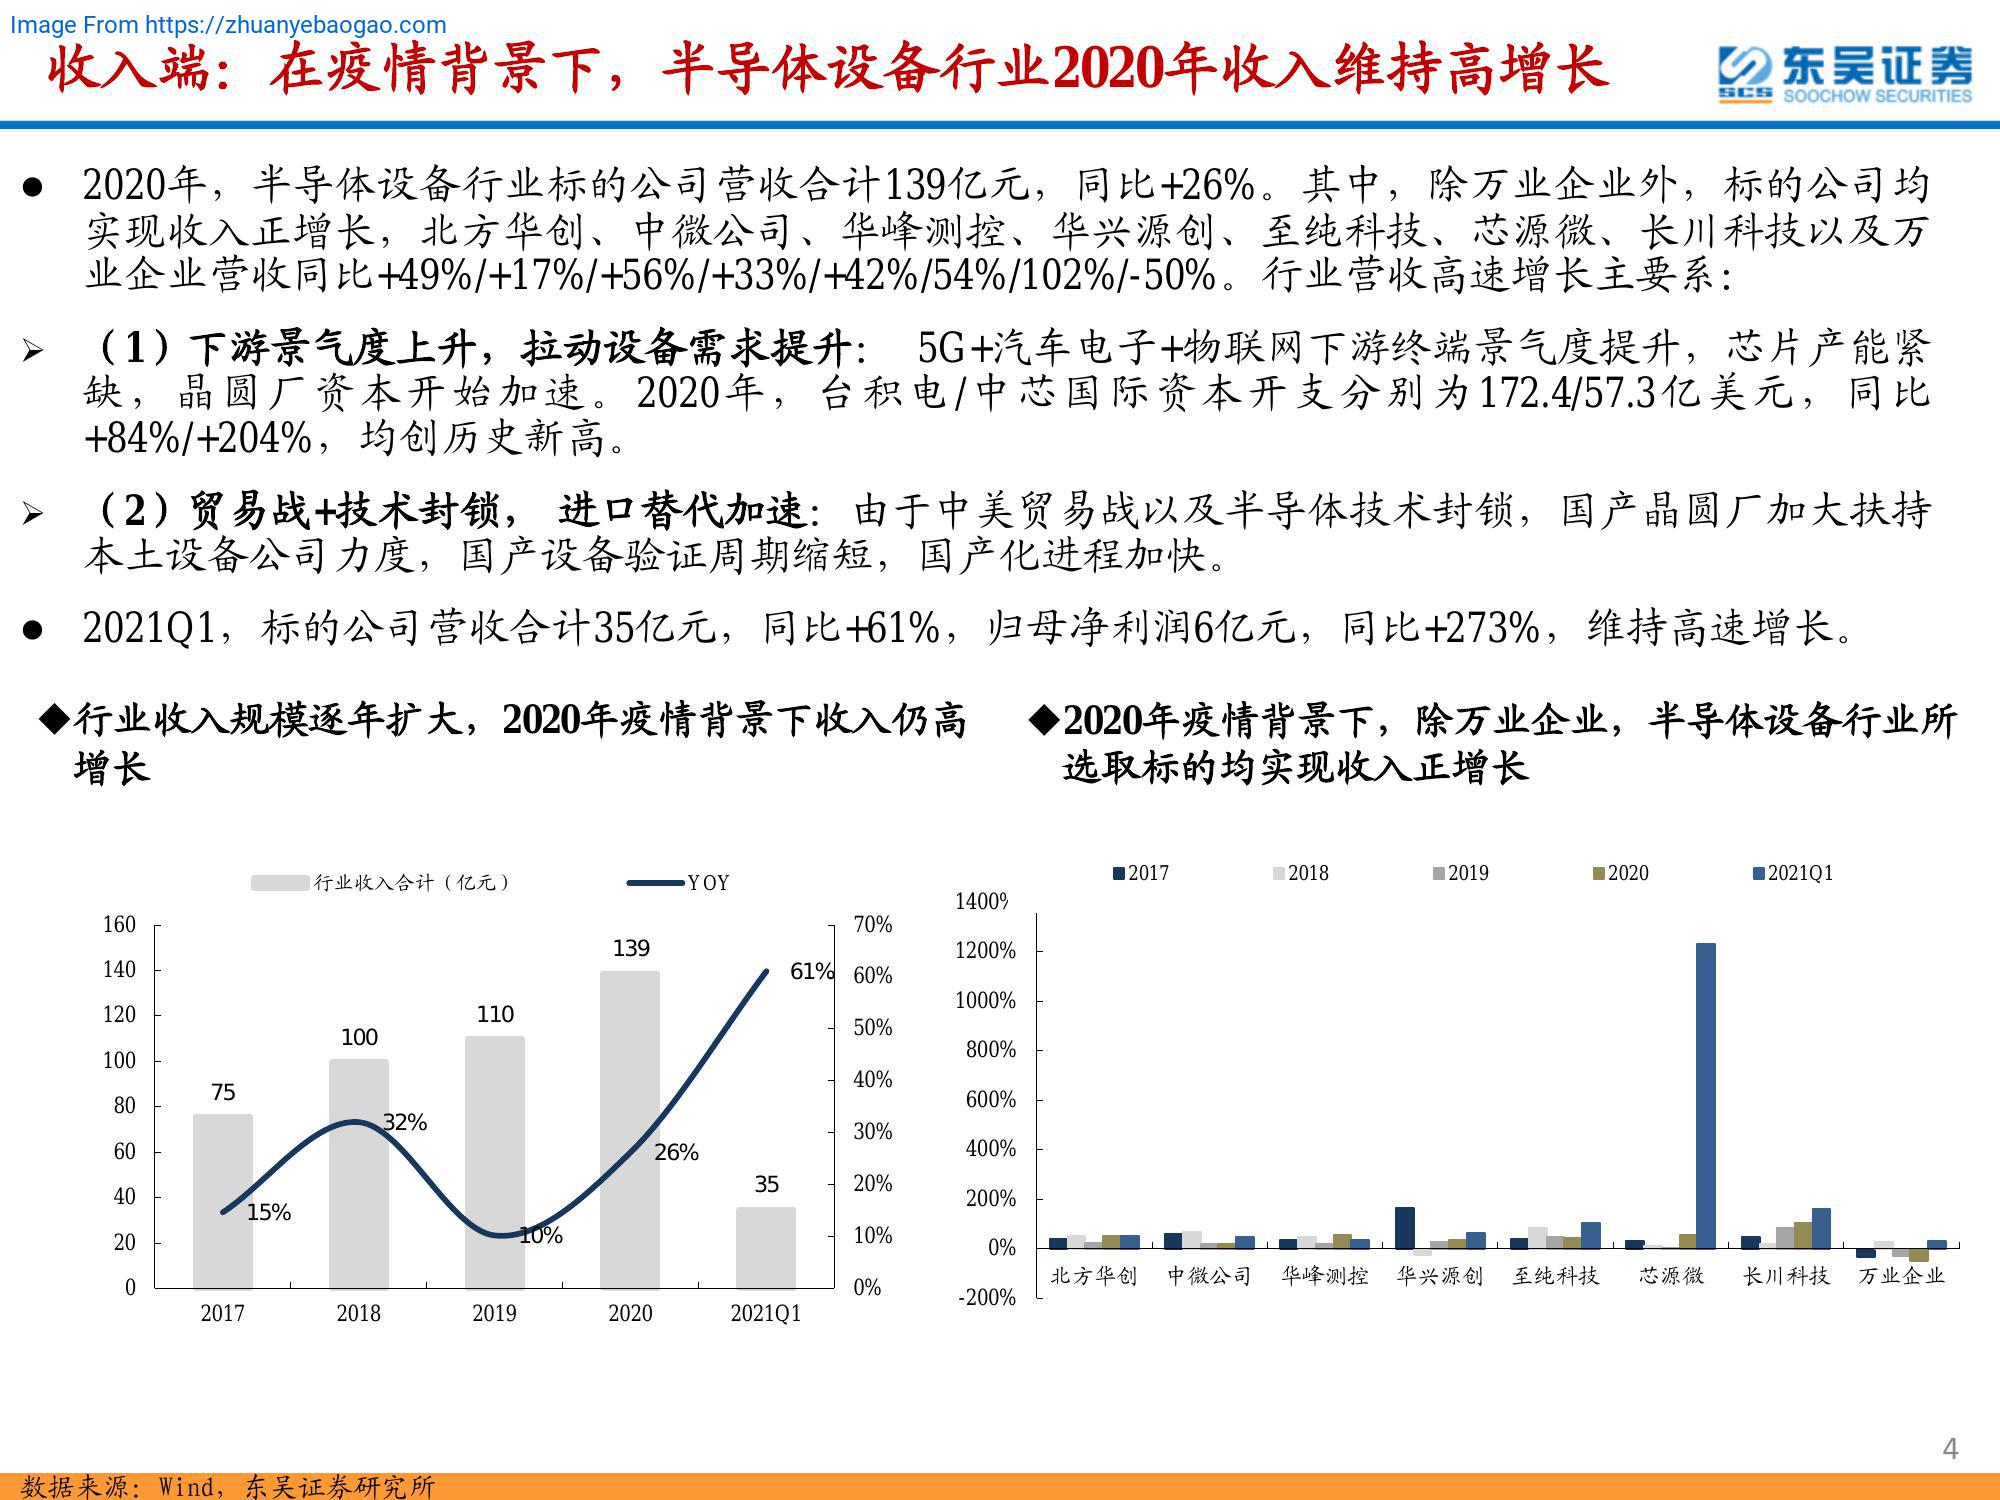 Image From https://zhuanyebaogao.com
收入端：在疫情背景下，半导体设备行业2020年收入维持高增长
东吴证券
SCS SOOCHOW SECURITIES
● 2020年，半导体设备行业标的公司营收合计139亿元，同比+26%。其中，除万业企业外，标的公司均
实现收入正增长，北方华创、中微公司、华峰测控、华兴源创、至纯科技、芯源微、长川科技以及万
业企业营收同比+49%/+17%/+56%/+33%/+42%/54%/102%/-50%。行业营收高速增长主要系：
➢ （1）下游景气度上升，拉动设备需求提升： 5G+汽车电子+物联网下游终端景气度提升，芯片产能紧
缺，晶圆厂资本开始加速。2020年，台积电/中芯国际资本开支分别为172.4/57.3亿美元，同比
+84%/+204%，均创历史新高。
➢ （2）贸易战+技术封锁， 进口替代加速：由于中美贸易战以及半导体技术封锁，国产晶圆厂加大扶持
本土设备公司力度，国产设备验证周期缩短，国产化进程加快。
● 2021Q1，标的公司营收合计35亿元，同比+61%，归母净利润6亿元，同比+273%，维持高速增长。
◆行业收入规模逐年扩大，2020年疫情背景下收入仍高
增长
行业收入合计（亿元） YOY
160
140
120
100
80
60
40
20
0
70%
60%
50%
40%
30%
20%
10%
0%
75
100
110
139
35
15%
32%
10%
26%
61%
2017 2018 2019 2020 2021Q1
◆2020年疫情背景下，除万业企业，半导体设备行业所
选取标的均实现收入正增长
2017 2018 2019 2020 2021Q1
1400%
1200%
1000%
800%
600%
400%
200%
0%
-200%
北方华创 中微公司 华峰测控 华兴源创 至纯科技 芯源微 长川科技 万业企业
4
数据来源：Wind，东吴证券研究所